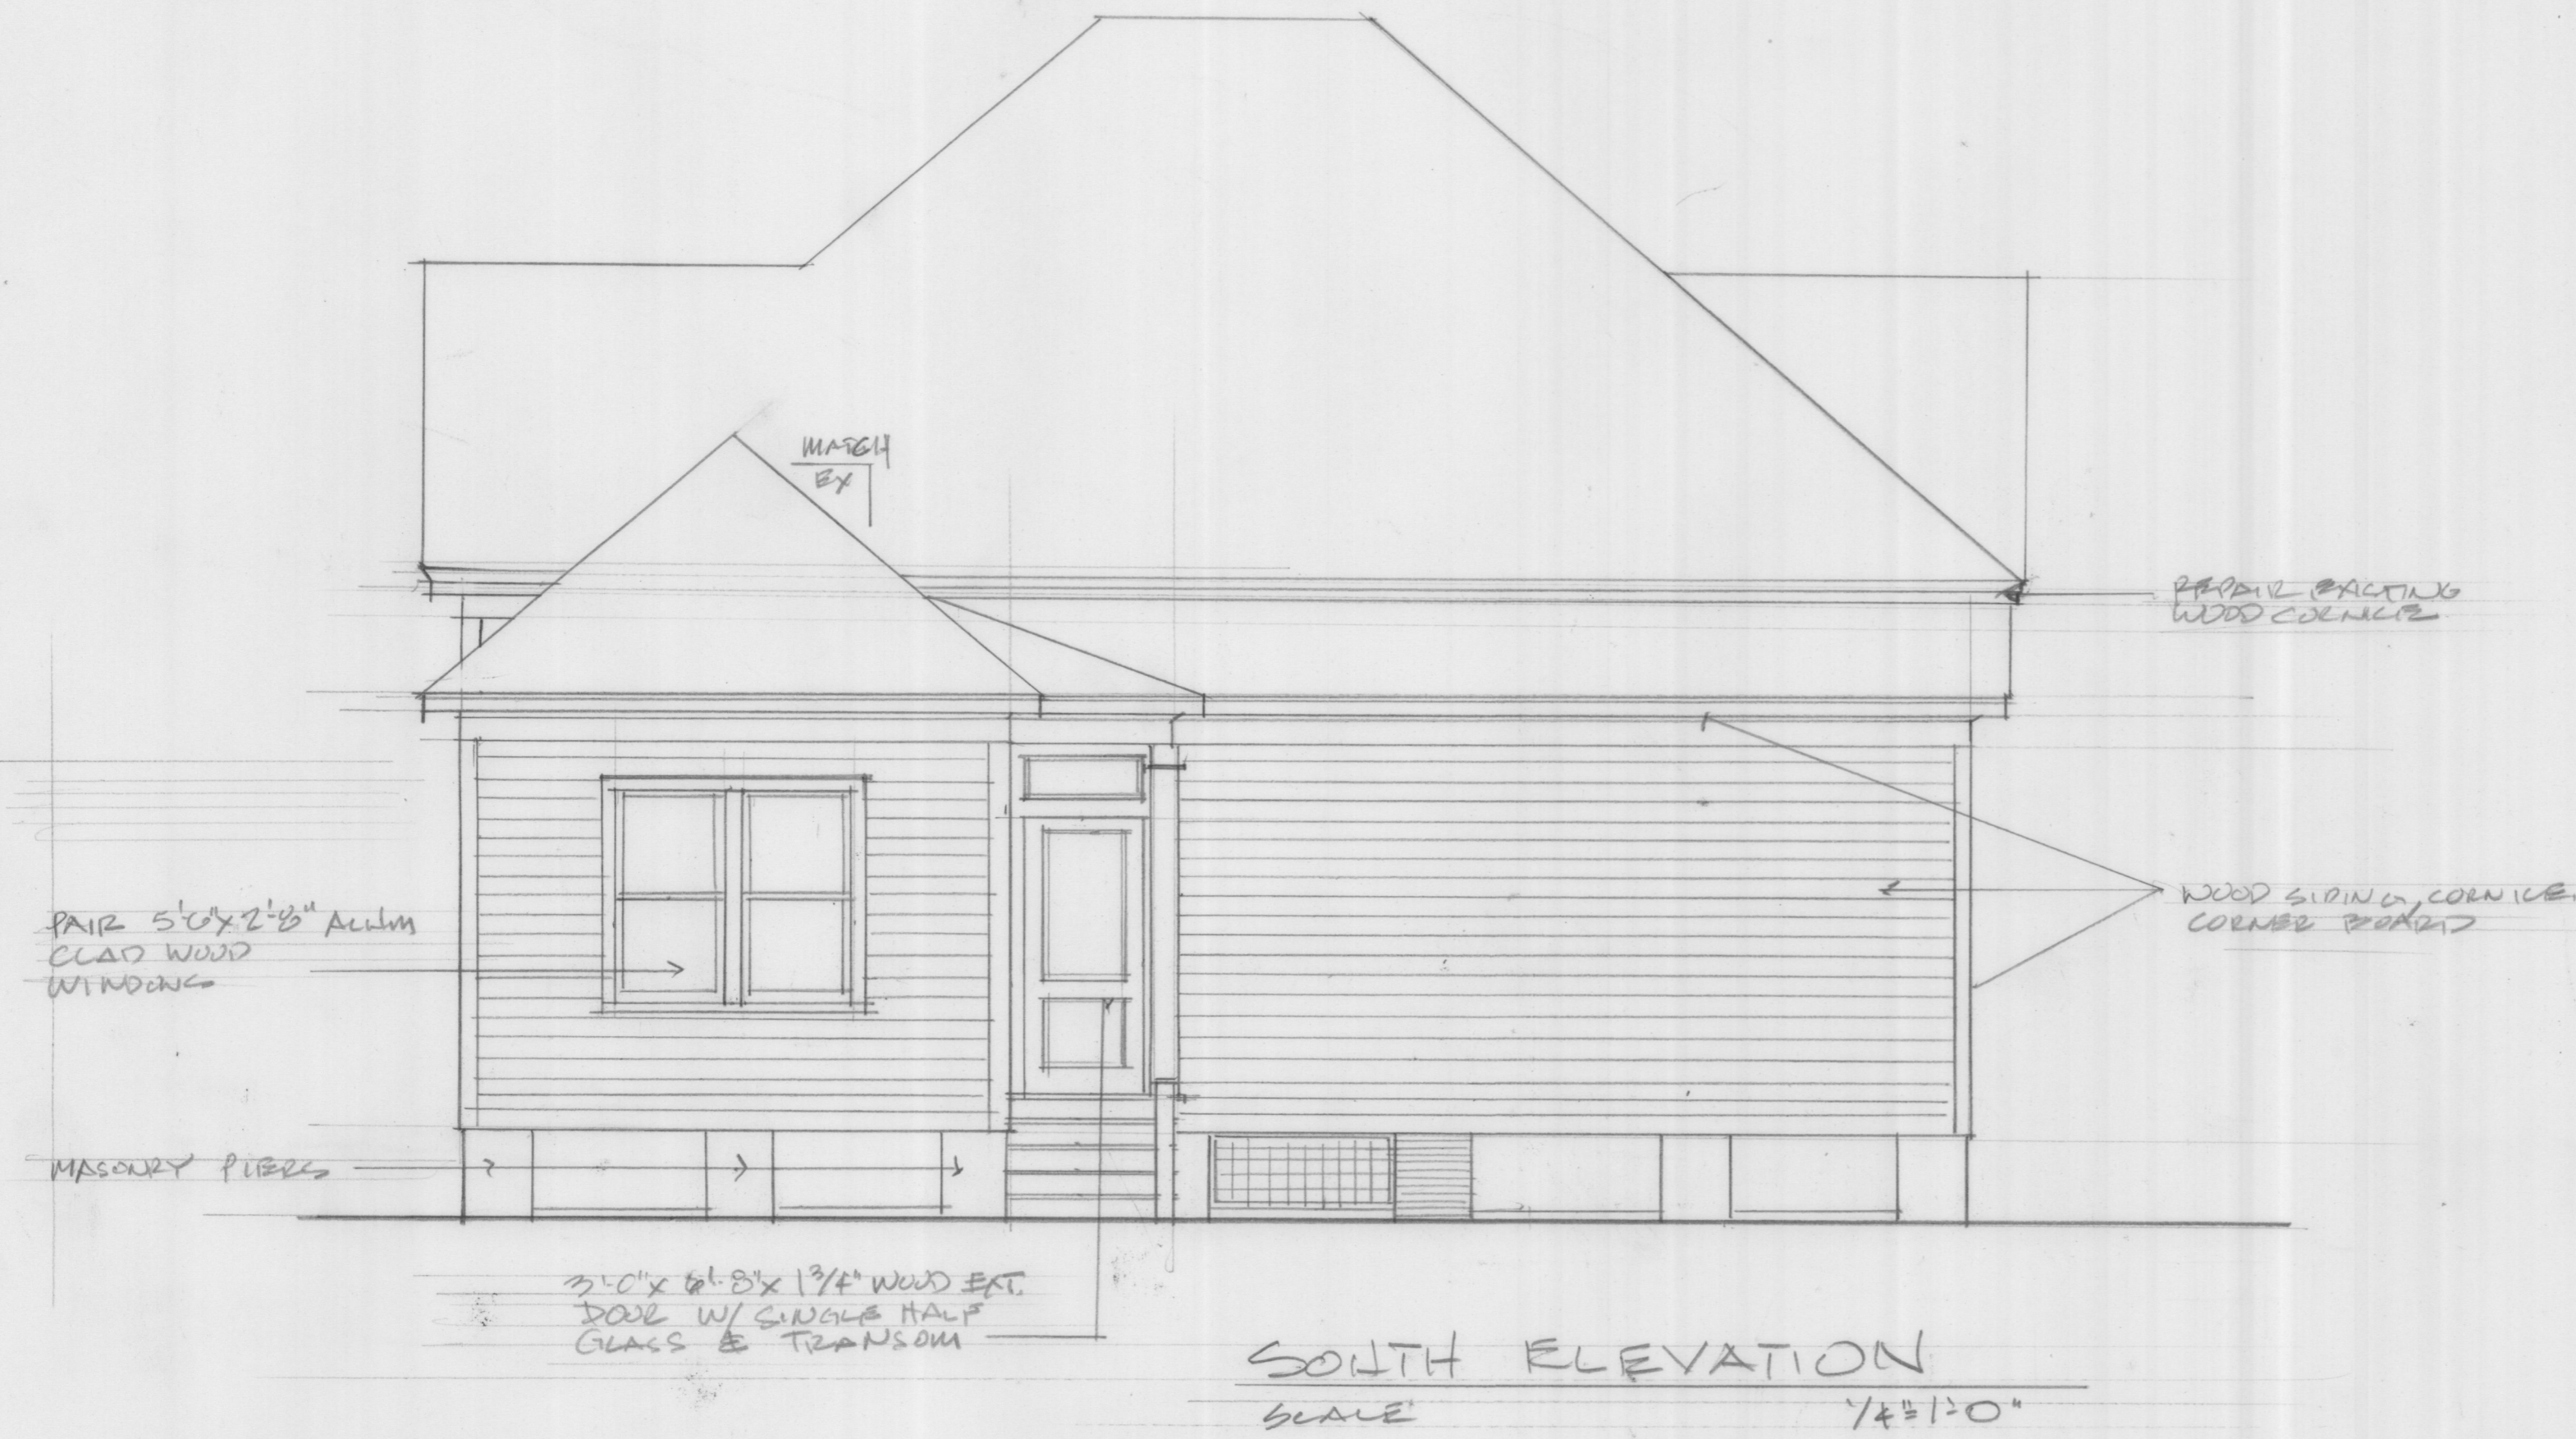 MATCH
EX
REPAIR EXISTING
WOOD CORNICE
PAIR 5'-6" X 2'-8" ALUM
CLAD WOOD
WINDOWS
WOOD SIDING, CORNICE,
CORNER BOARD
MASONRY PIERS
3'-0" X 6'-8" X 1 3/4" WOOD EXT.
DOOR W/ SINGLE HALF
GLASS & TRANSOM
SOUTH ELEVATION
SCALE 1/4" = 1'-0"